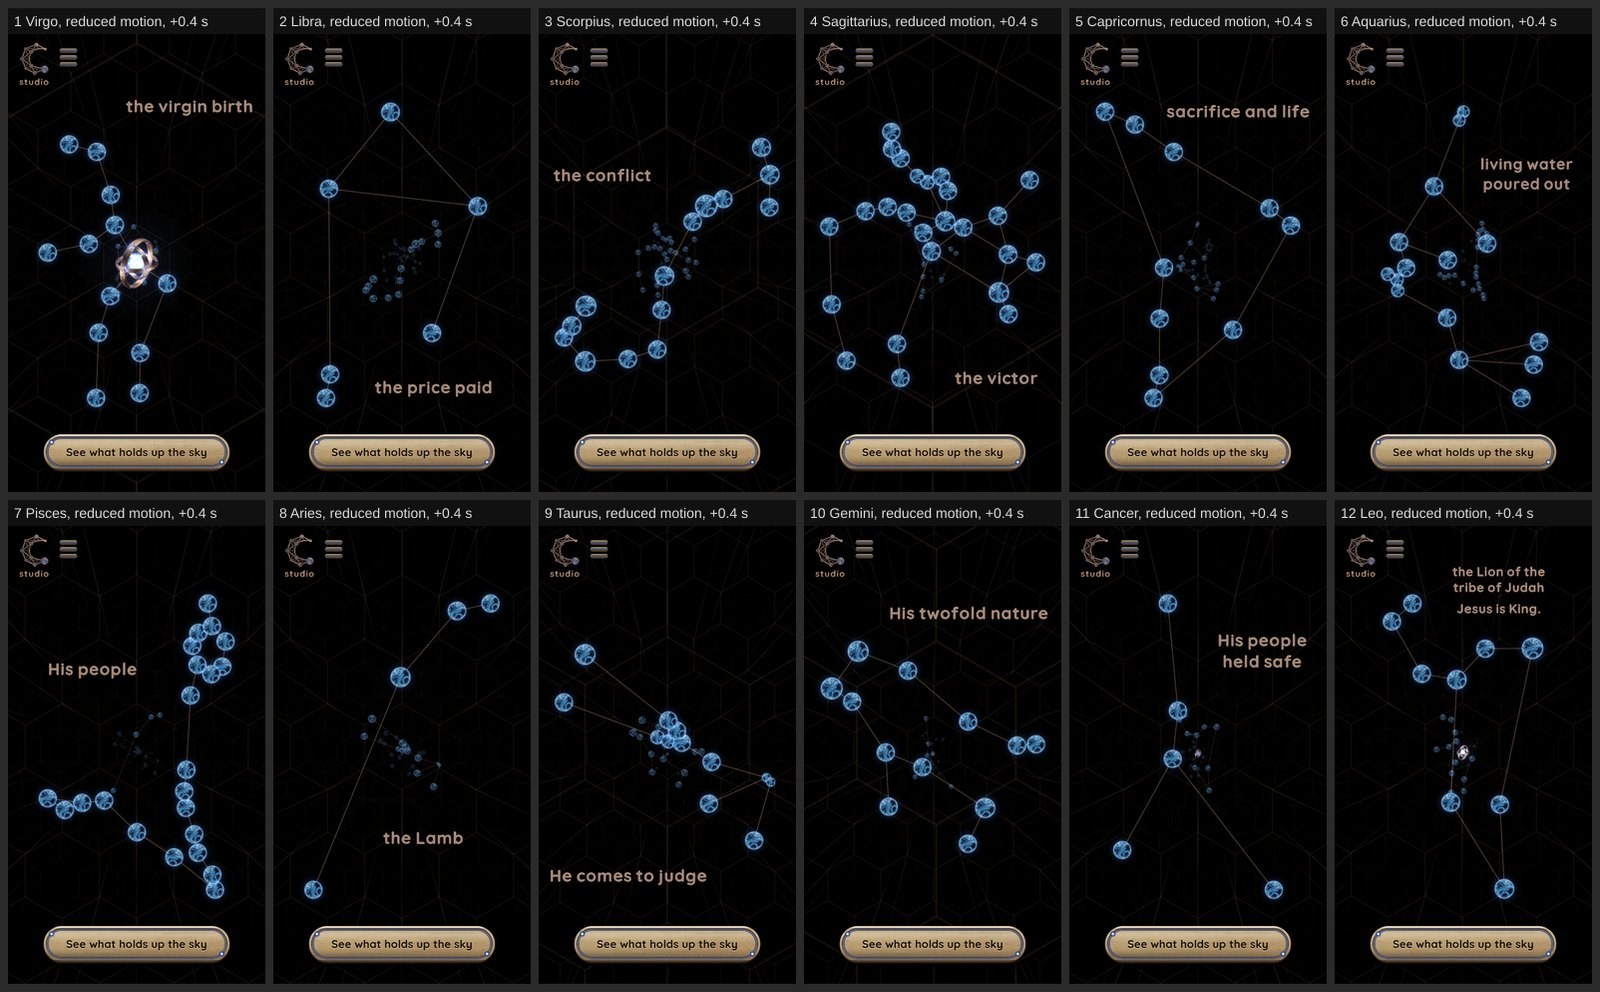 1 Virgo, reduced motion, +0.4 s
studio
the virgin birth
See what holds up the sky
2 Libra, reduced motion, +0.4 s
studio
the price paid
See what holds up the sky
3 Scorpius, reduced motion, +0.4 s
studio
the conflict
See what holds up the sky
4 Sagittarius, reduced motion, +0.4 s
studio
the victor
See what holds up the sky
5 Capricornus, reduced motion, +0.4 s
studio
sacrifice and life
See what holds up the sky
6 Aquarius, reduced motion, +0.4 s
studio
living water
poured out
See what holds up the sky
7 Pisces, reduced motion, +0.4 s
studio
His people
See what holds up the sky
8 Aries, reduced motion, +0.4 s
studio
the Lamb
See what holds up the sky
9 Taurus, reduced motion, +0.4 s
studio
He comes to judge
See what holds up the sky
10 Gemini, reduced motion, +0.4 s
studio
His twofold nature
See what holds up the sky
11 Cancer, reduced motion, +0.4 s
studio
His people
held safe
See what holds up the sky
12 Leo, reduced motion, +0.4 s
studio
the Lion of the
tribe of Judah
Jesus is King.
See what holds up the sky